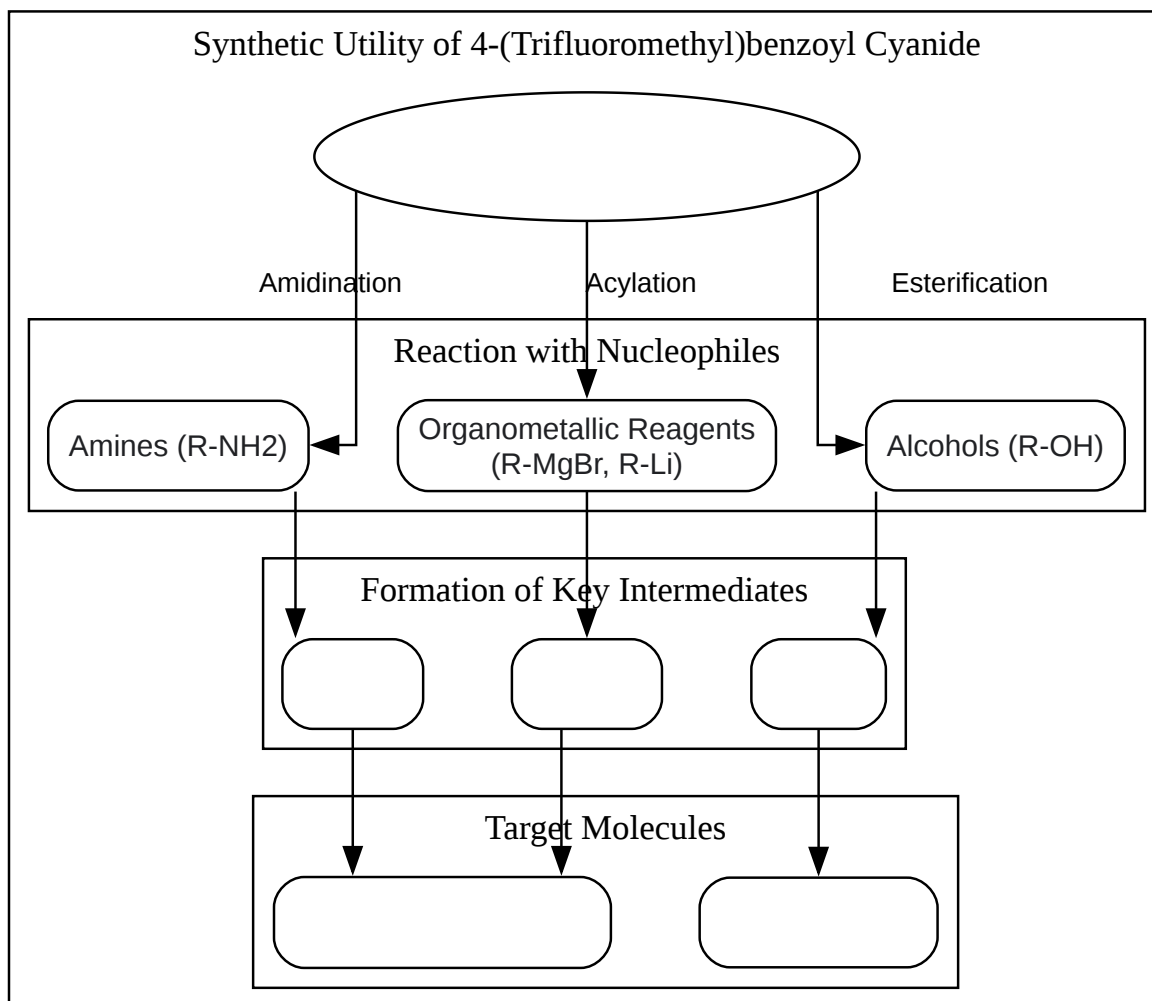 Synthetic Utility of 4-(Trifluoromethyl)benzoyl Cyanide
Amidination
Acylation
Esterification
Reaction with Nucleophiles
Amines (R-NH2)
Organometallic Reagents
(R-MgBr, R-Li)
Alcohols (R-OH)
Formation of Key Intermediates
Target Molecules